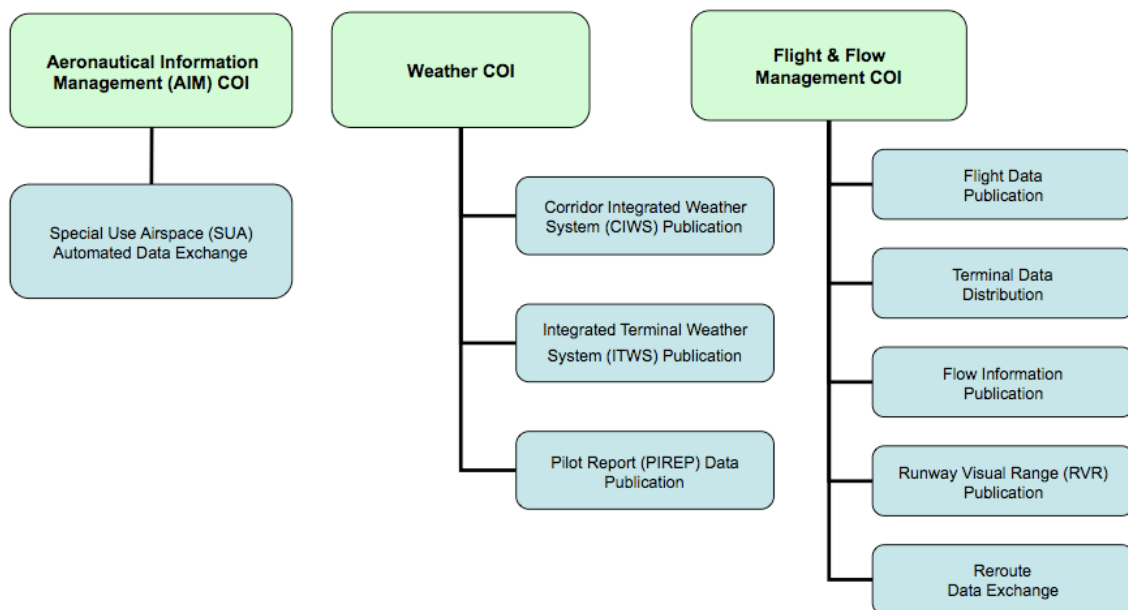 Aeronautical Information
Management (AIM) COI
Special Use Airspace (SUA)
Automated Data Exchange
Weather COI
Corridor Integrated Weather
System (CIWS) Publication
Integrated Terminal Weather
System (ITWS) Publication
Pilot Report (PIREP) Data
Publication
Flight & Flow
Management COI
Flight Data
Publication
Terminal Data
Distribution
Flow Information
Publication
Runway Visual Range (RVR)
Publication
Reroute
Data Exchange